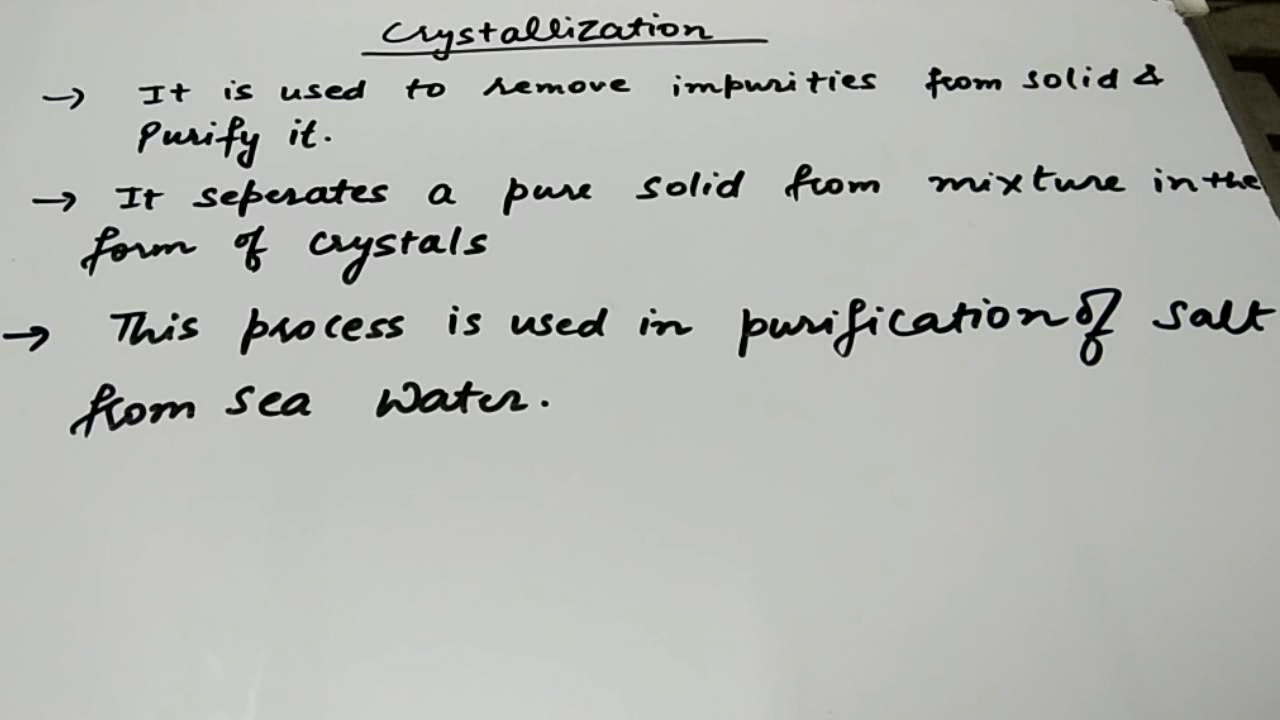 Crystallization
→ It is used to remove impurities from solid &
Purify it.
→ It seperates a pure solid from mixture in the
form of crystals
→ This process is used in purification of salt
from sea water.